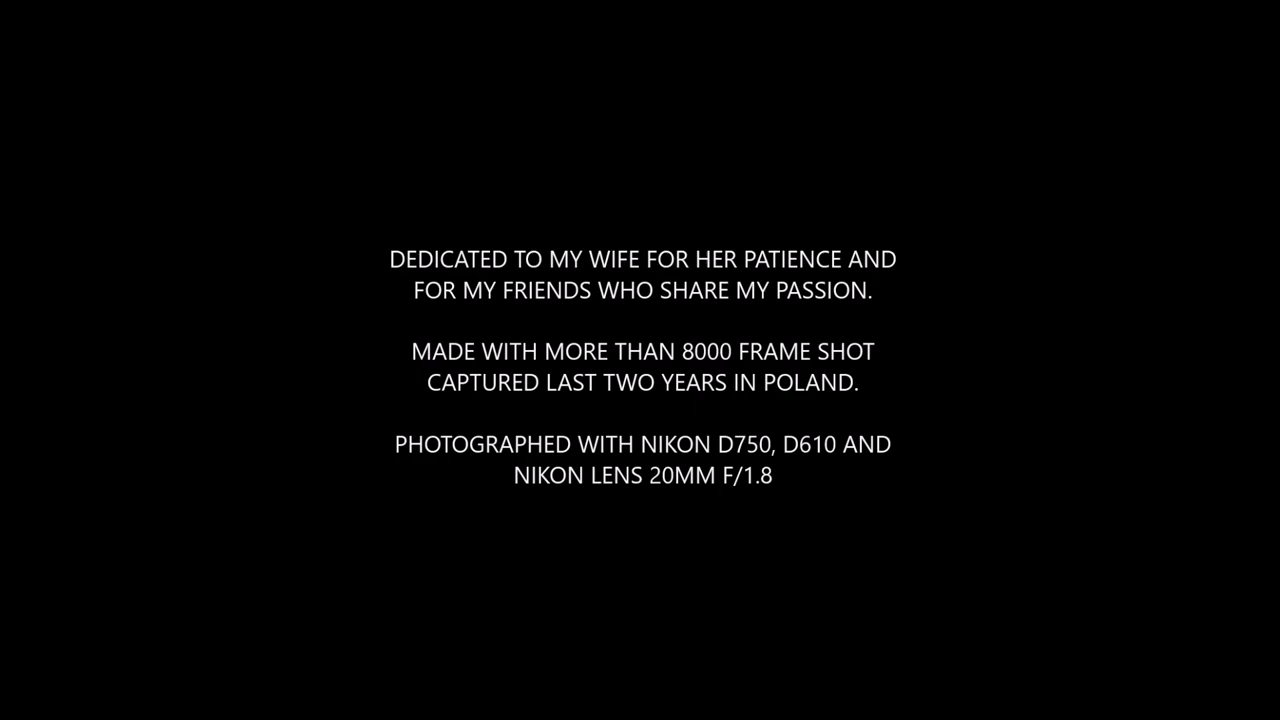 DEDICATED TO MY WIFE FOR HER PATIENCE AND
FOR MY FRIENDS WHO SHARE MY PASSION.
MADE WITH MORE THAN 8000 FRAME SHOT
CAPTURED LAST TWO YEARS IN POLAND.
PHOTOGRAPHED WITH NIKON D750, D610 AND
NIKON LENS 20MM F/1.8